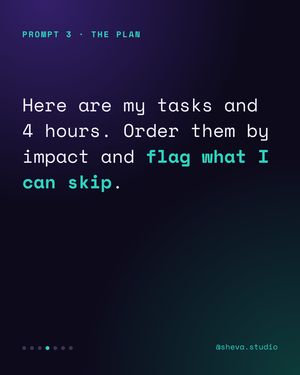 PROMPT 3 · THE PLAN
Here are my tasks and
4 hours. Order them by
impact and flag what I
can skip.
@sheva.studio